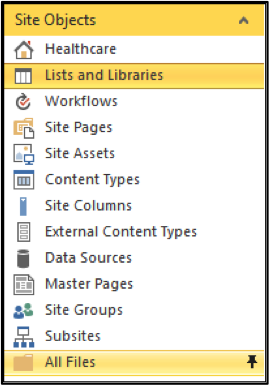 Site Objects
Healthcare
Lists and Libraries
Workflows
Site Pages
Site Assets
Content Types
Site Columns
External Content Types
Data Sources
Master Pages
Site Groups
Subsites
All Files